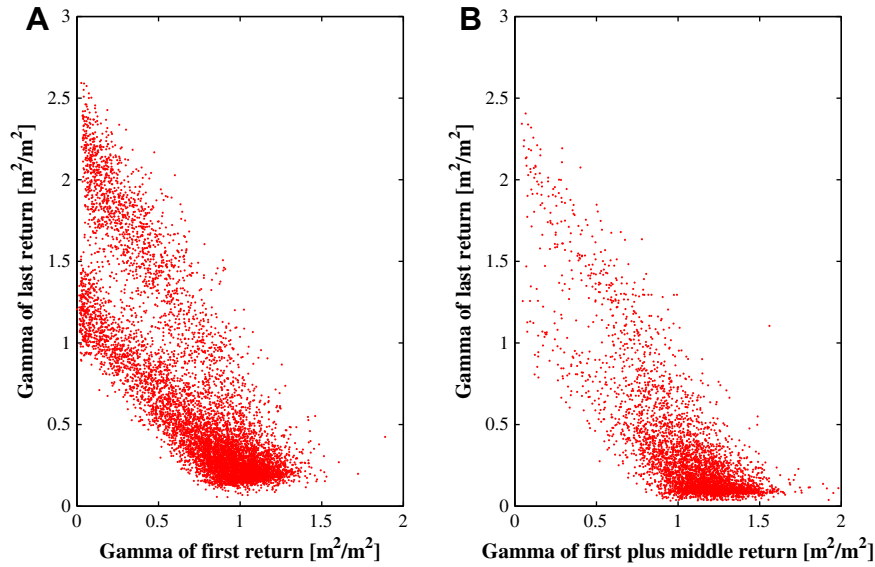 A
B
3
2.5
2
1.5
1
0.5
0
0 0.5 1 1.5 2
Gamma of last return [m²/m²]
Gamma of first return [m²/m²]
3
2.5
2
1.5
1
0.5
0
0 0.5 1 1.5 2
Gamma of last return [m²/m²]
Gamma of first plus middle return [m²/m²]